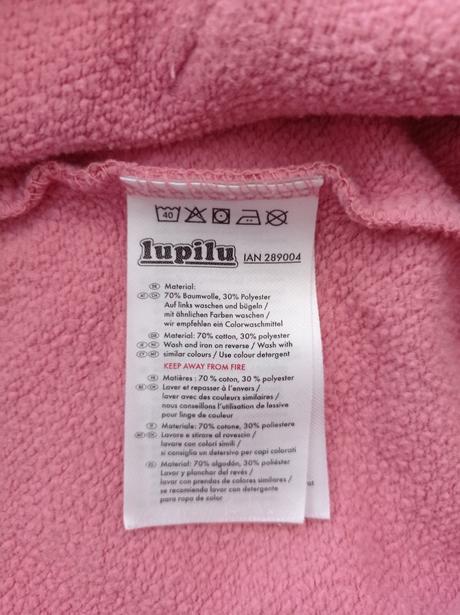 40
lupilu IAN 289004
Material:
70% Baumwolle, 30% Polyester
Auf links waschen und bügeln /
mit ähnlichen Farben waschen /
wir empfehlen ein Colorwaschmittel
Material: 70% cotton, 30% polyester
Wash and iron on reverse / Wash with
similar colours / Use colour detergent
KEEP AWAY FROM FIRE
Matières : 70 % coton, 30 % polyester
Laver et repasser à l'envers /
laver avec des couleurs similaires /
nous conseillons l'utilisation de lessive
pour linge de couleur
Materiale: 70% cotone, 30% poliestere
Lavare e stirare al rovescio /
lavare con colori simili /
si consiglia un detersivo per capi colorati
Material: 70% algodón, 30% poliéster
Lavar y planchar del revés /
lavar con prendas de colores similares /
se recomienda lavar con detergente
para ropa de color